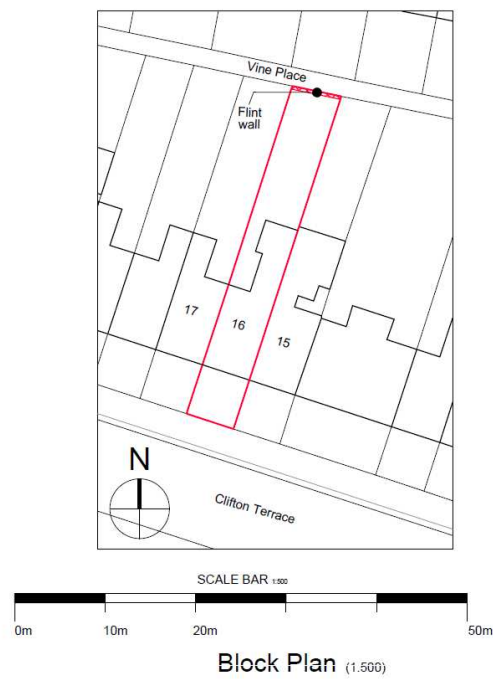 Vine Place
Flint
wall
17
16
15
N
Clifton Terrace
SCALE BAR 1:500
0m 10m 20m 50m
Block Plan (1:500)